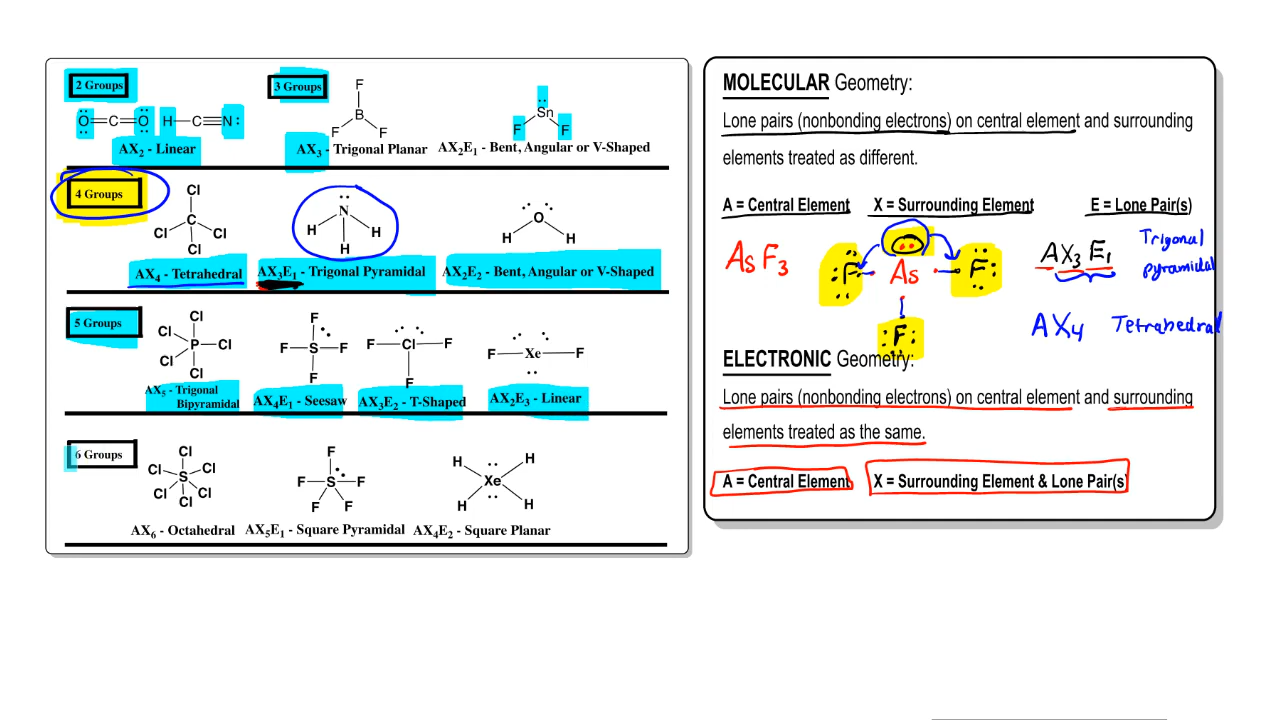 2 Groups
O=C=O H—C≡N:
AX2 - Linear
3 Groups
F
B
F F
AX3 - Trigonal Planar
Sn
F F
AX2E1 - Bent, Angular or V-Shaped
4 Groups
Cl
C
Cl Cl
Cl
AX4 - Tetrahedral
N
H H
H
AX3E1 - Trigonal Pyramidal
O
H H
AX2E2 - Bent, Angular or V-Shaped
5 Groups
Cl
Cl
P—Cl
Cl
Cl
AX5 - Trigonal
Bipyramidal
F
F—S—F
F
AX4E1 - Seesaw
F—Cl—F
F
AX3E2 - T-Shaped
F—Xe—F
AX2E3 - Linear
6 Groups
Cl
Cl Cl
S
Cl Cl
Cl
AX6 - Octahedral
F
F—S—F
F F
AX5E1 - Square Pyramidal
H H
Xe
H H
AX4E2 - Square Planar
MOLECULAR Geometry:
Lone pairs (nonbonding electrons) on central element and surrounding
elements treated as different.
A = Central Element X = Surrounding Element E = Lone Pair(s)
AsF3
:F As F:
:F:
AX3E1 Trigonal
pyramidal
AX4 Tetrahedral
ELECTRONIC Geometry:
Lone pairs (nonbonding electrons) on central element and surrounding
elements treated as the same.
A = Central Element X = Surrounding Element & Lone Pair(s)